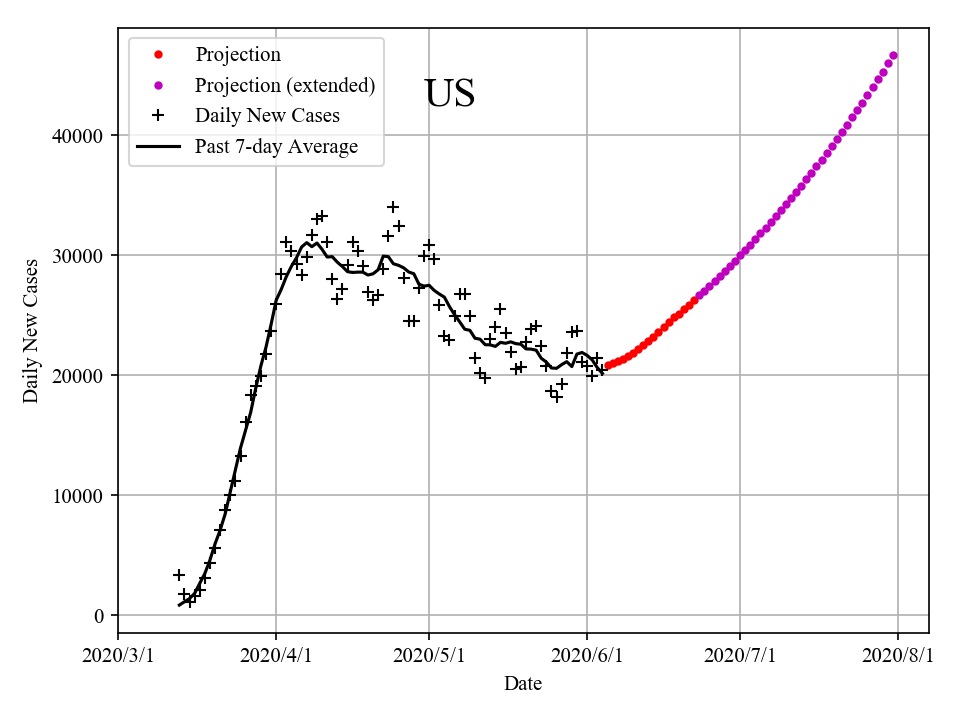 US
Projection
Projection (extended)
Daily New Cases
Past 7-day Average
Daily New Cases
40000
30000
20000
10000
0
2020/3/1
2020/4/1
2020/5/1
2020/6/1
2020/7/1
2020/8/1
Date